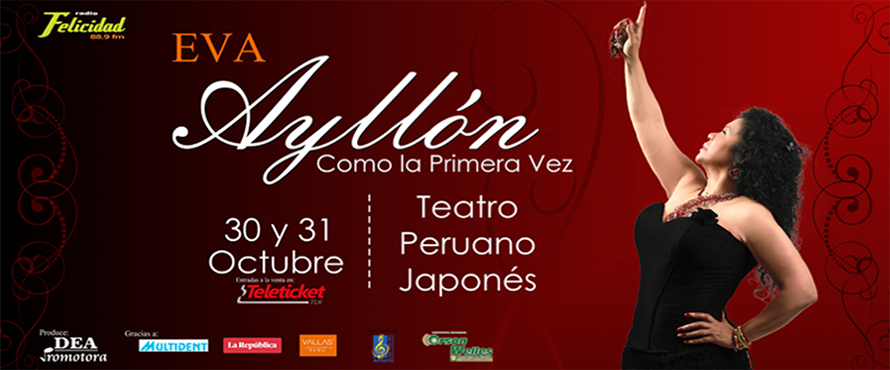 radio
Felicidad
88.9 fm
EVA
Ayllón
Como la Primera Vez
30 y 31
Octubre
Entradas a la venta en:
Teleticket
Teatro
Peruano
Japonés
Produce:
DEA
Promotora
Gracias a:
MULTIDENT
La República
VALLAS
Orson
Welles